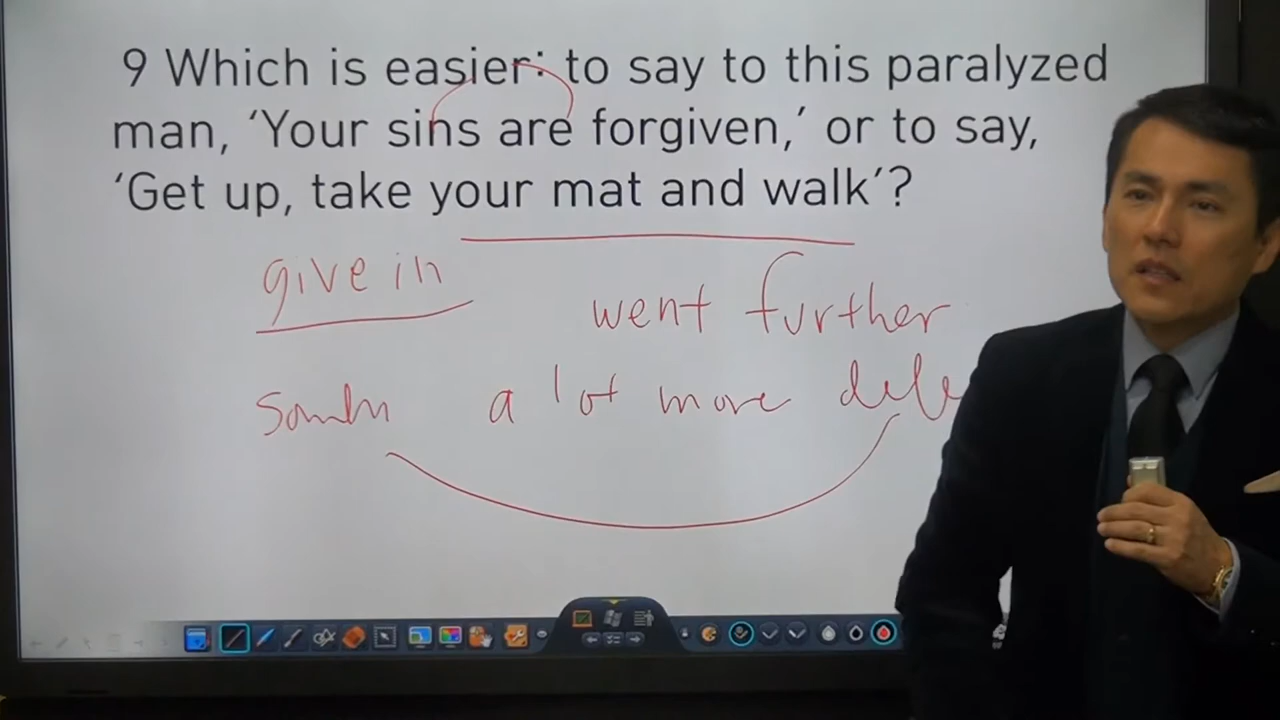 9 Which is easier: to say to this paralyzed
man, ‘Your sins are forgiven,’ or to say,
‘Get up, take your mat and walk’?
give in
went further
a lot more